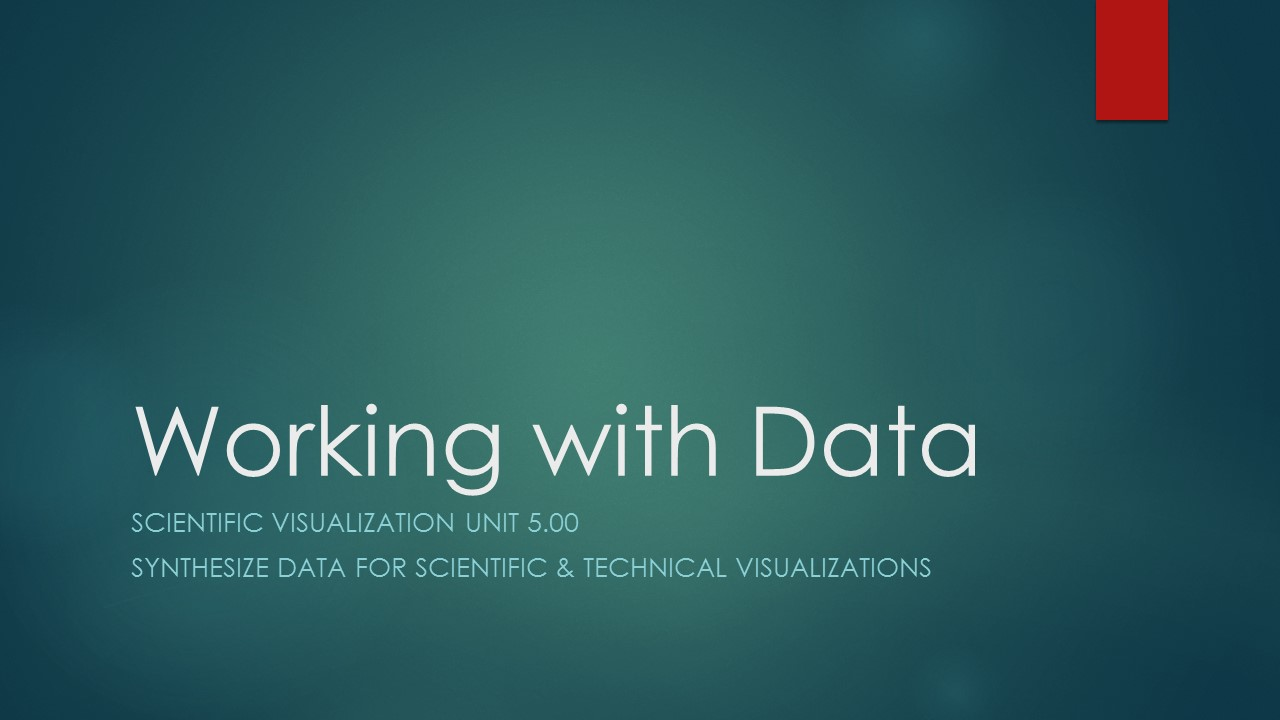 Working with Data
SCIENTIFIC VISUALIZATION UNIT 5.00
SYNTHESIZE DATA FOR SCIENTIFIC & TECHNICAL VISUALIZATIONS